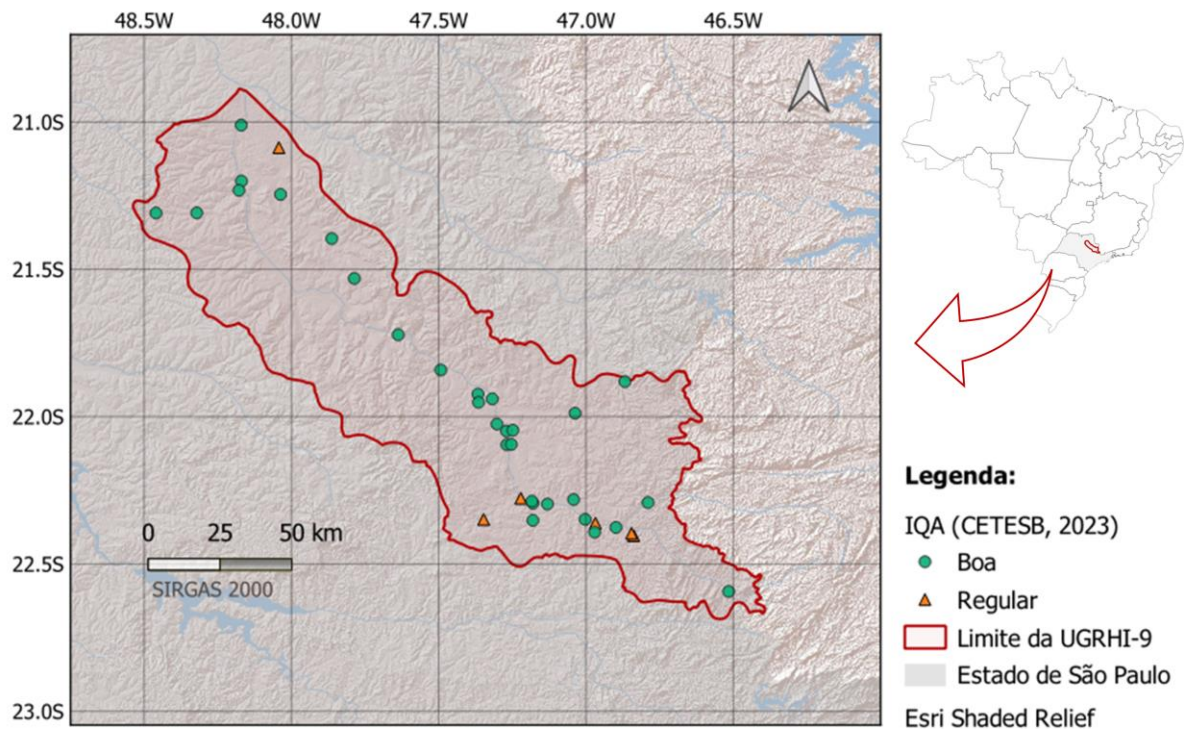 48.5W 48.0W 47.5W 47.0W 46.5W
21.0S
21.5S
22.0S
22.5S
23.0S
0 25 50 km
SIRGAS 2000
Legenda:
IQA (CETESB, 2023)
Boa
Regular
Limite da UGRHI-9
Estado de São Paulo
Esri Shaded Relief